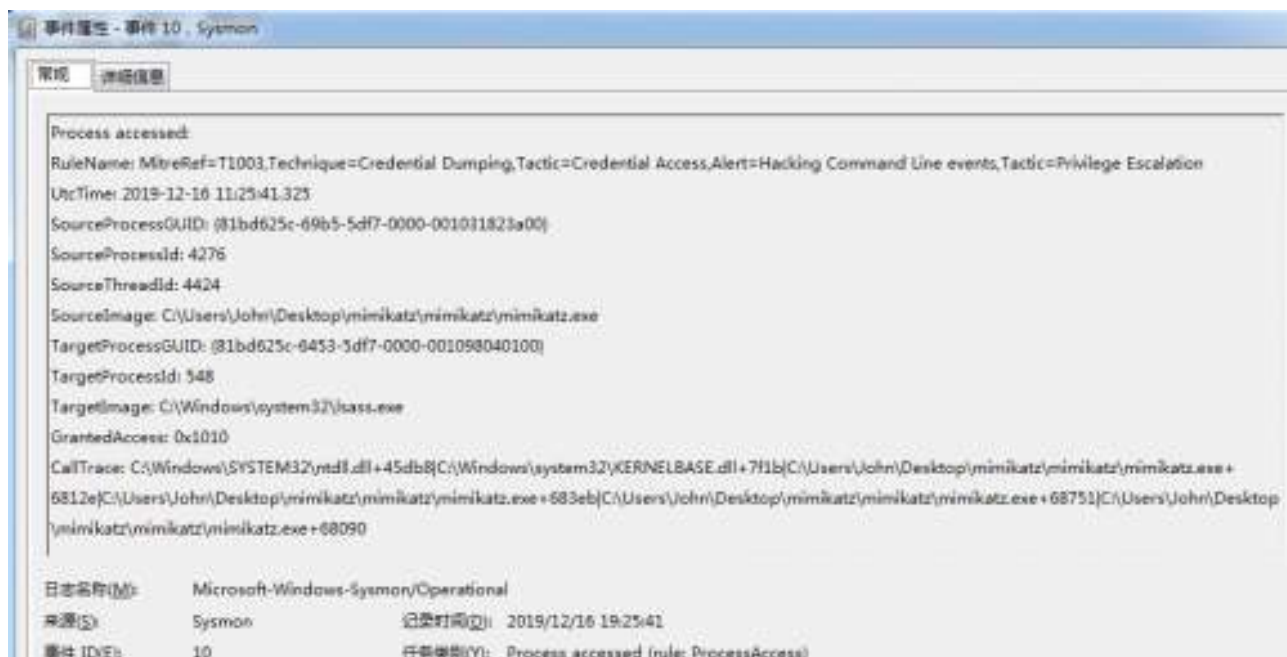 事件属性 - 事件 10 , Sysmon
常规 详细信息
Process accessed:
RuleName: MitreRef=T1003,Technique=Credential Dumping,Tactic=Credential Access,Alert=Hacking Command Line events,Tactic=Privilege Escalation
UtcTime: 2019-12-16 11:25:41.325
SourceProcessGUID: {81bd625c-69b5-5df7-0000-001031823a00}
SourceProcessId: 4276
SourceThreadId: 4424
SourceImage: C:\Users\John\Desktop\mimikatz\mimikatz\mimikatz.exe
TargetProcessGUID: {81bd625c-6453-5df7-0000-001098040100}
TargetProcessId: 548
TargetImage: C:\Windows\system32\lsass.exe
GrantedAccess: 0x1010
CallTrace: C:\Windows\SYSTEM32\ntdll.dll+45db8|C:\Windows\system32\KERNELBASE.dll+7f1b|C:\Users\John\Desktop\mimikatz\mimikatz\mimikatz.exe+
6812e|C:\Users\John\Desktop\mimikatz\mimikatz\mimikatz.exe+683eb|C:\Users\John\Desktop\mimikatz\mimikatz\mimikatz.exe+68751|C:\Users\John\Desktop
\mimikatz\mimikatz\mimikatz.exe+68090
日志名称(M): Microsoft-Windows-Sysmon/Operational
来源(S): Sysmon 记录时间(D): 2019/12/16 19:25:41
事件 ID(E): 10 任务类别(Y): Process accessed (rule: ProcessAccess)